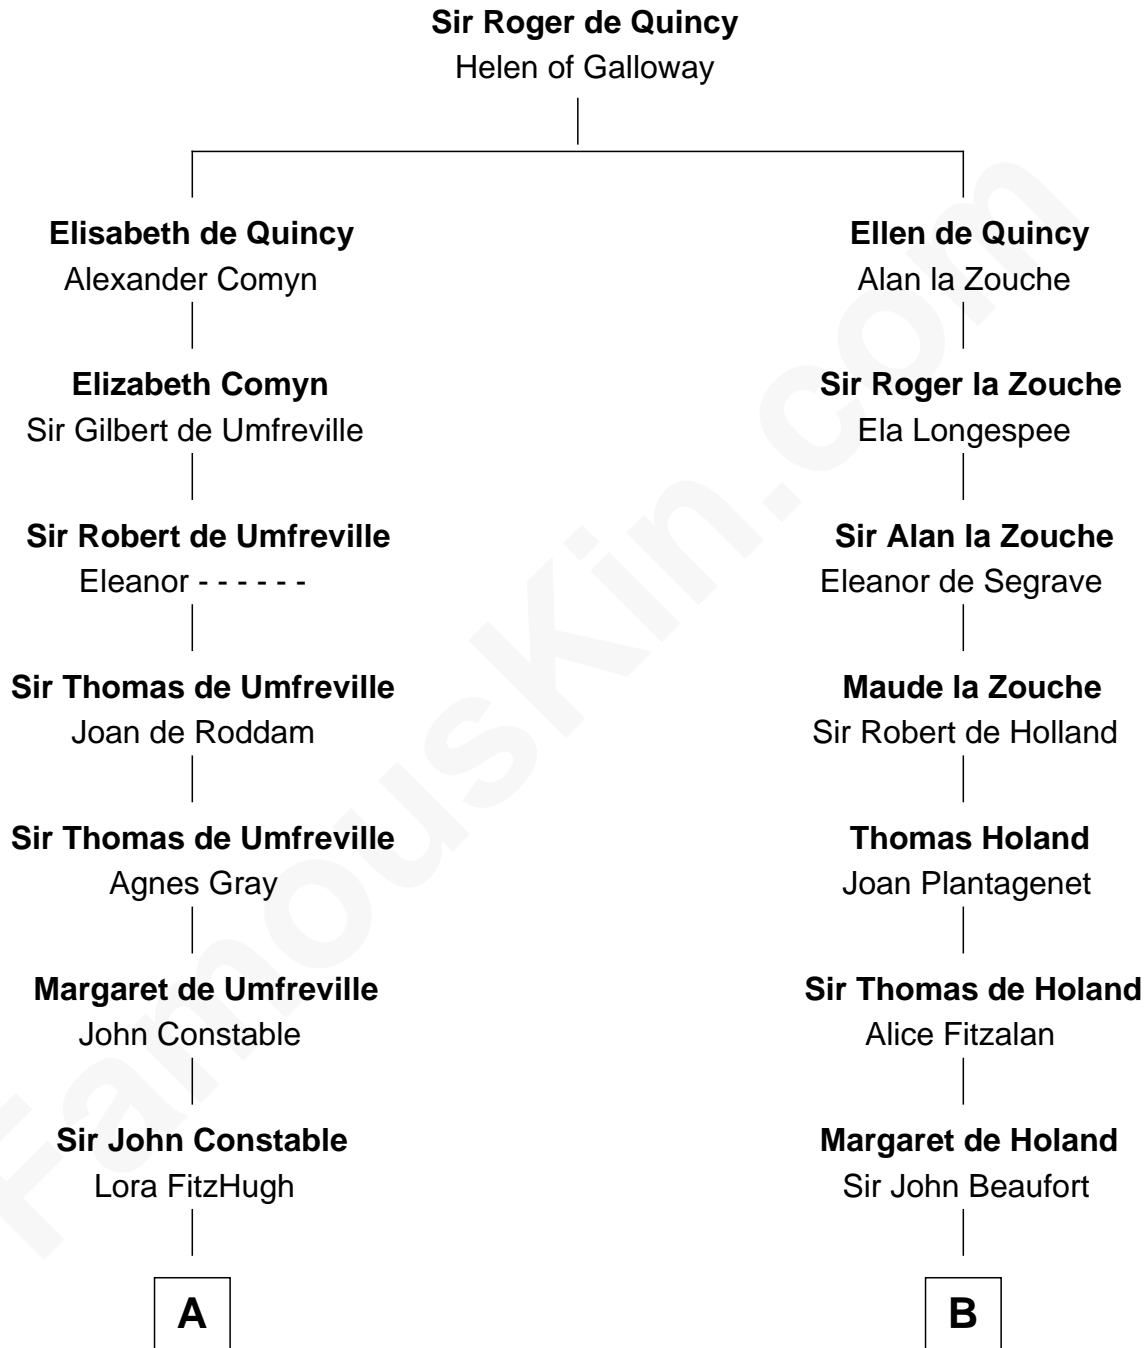 Sir Roger de Quincy
Helen of Galloway
Elisabeth de Quincy
Alexander Comyn
Ellen de Quincy
Alan la Zouche
Elizabeth Comyn
Sir Gilbert de Umfreville
Sir Roger la Zouche
Ela Longespee
Sir Robert de Umfreville
Eleanor - - - - - -
Sir Alan la Zouche
Eleanor de Segrave
Sir Thomas de Umfreville
Joan de Roddam
Maude la Zouche
Sir Robert de Holland
Sir Thomas de Umfreville
Agnes Gray
Thomas Holand
Joan Plantagenet
Margaret de Umfreville
John Constable
Sir Thomas de Holand
Alice Fitzalan
Sir John Constable
Lora FitzHugh
Margaret de Holand
Sir John Beaufort
A
B
FamousKin.com